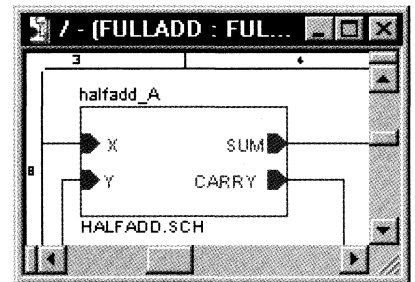 / - (FULLADD : FUL...
3 4
halfadd_A
X SUM
B
Y CARRY
HALFADD.SCH